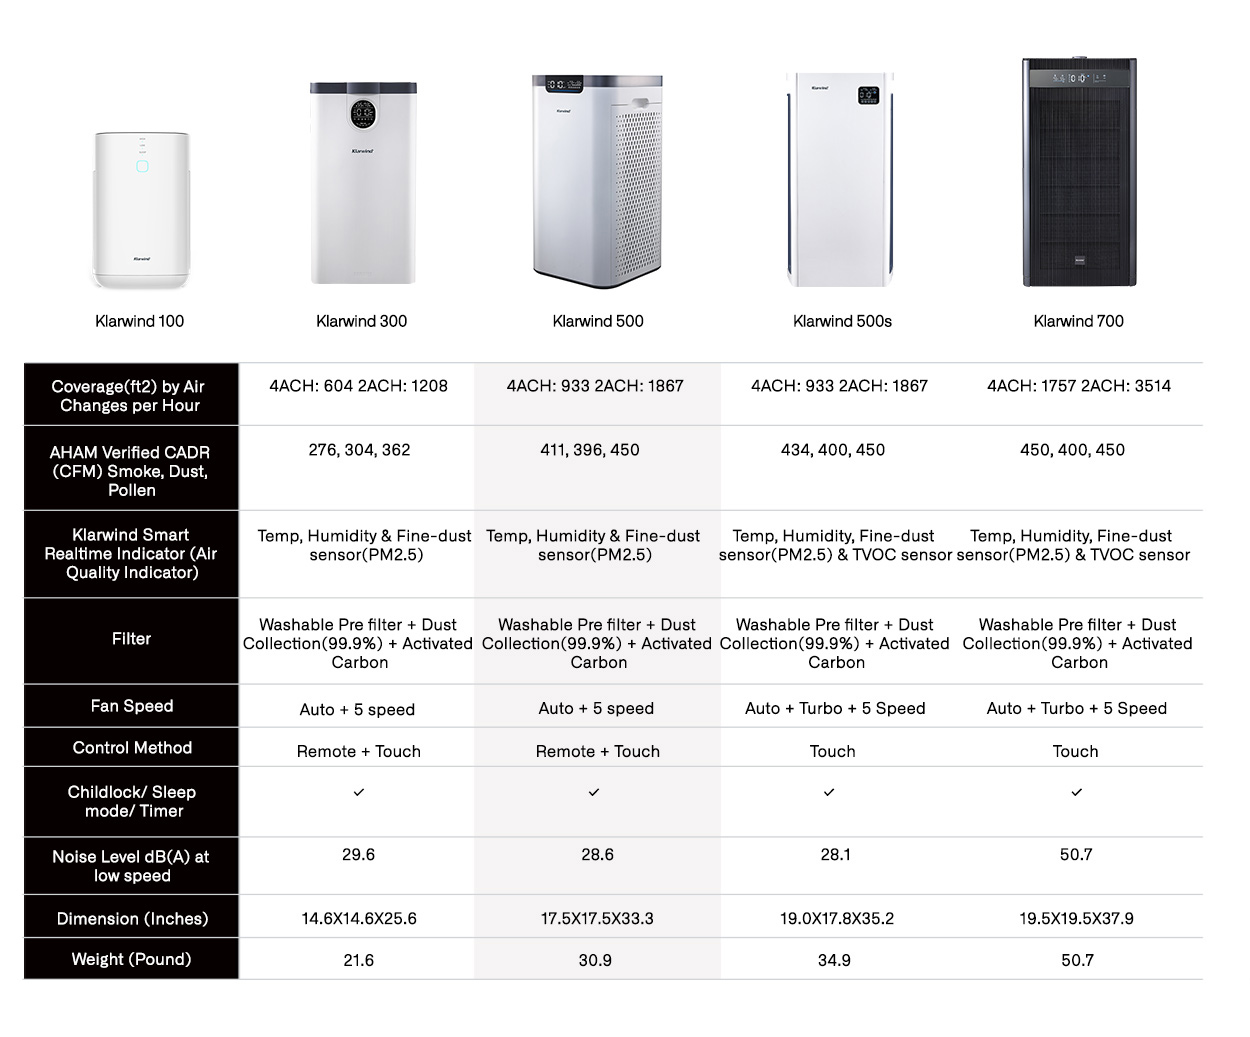 Klarwind
Klarwind
Klarwind
Klarwind
Klarwind 100
Klarwind 300
Klarwind 500
Klarwind 500s
Klarwind 700
Coverage(ft2) by Air
Changes per Hour
4ACH: 604 2ACH: 1208
4ACH: 933 2ACH: 1867
4ACH: 933 2ACH: 1867
4ACH: 1757 2ACH: 3514
AHAM Verified CADR
(CFM) Smoke, Dust,
Pollen
276, 304, 362
411, 396, 450
434, 400, 450
450, 400, 450
Klarwind Smart
Realtime Indicator (Air
Quality Indicator)
Temp, Humidity & Fine-dust
sensor(PM2.5)
Temp, Humidity & Fine-dust
sensor(PM2.5)
Temp, Humidity, Fine-dust
sensor(PM2.5) & TVOC sensor
Temp, Humidity, Fine-dust
sensor(PM2.5) & TVOC sensor
Filter
Washable Pre filter + Dust
Collection(99.9%) + Activated
Carbon
Washable Pre filter + Dust
Collection(99.9%) + Activated
Carbon
Washable Pre filter + Dust
Collection(99.9%) + Activated
Carbon
Washable Pre filter + Dust
Collection(99.9%) + Activated
Carbon
Fan Speed
Auto + 5 speed
Auto + 5 speed
Auto + Turbo + 5 Speed
Auto + Turbo + 5 Speed
Control Method
Remote + Touch
Remote + Touch
Touch
Touch
Childlock/ Sleep
mode/ Timer
Noise Level dB(A) at
low speed
29.6
28.6
28.1
50.7
Dimension (Inches)
14.6X14.6X25.6
17.5X17.5X33.3
19.0X17.8X35.2
19.5X19.5X37.9
Weight (Pound)
21.6
30.9
34.9
50.7